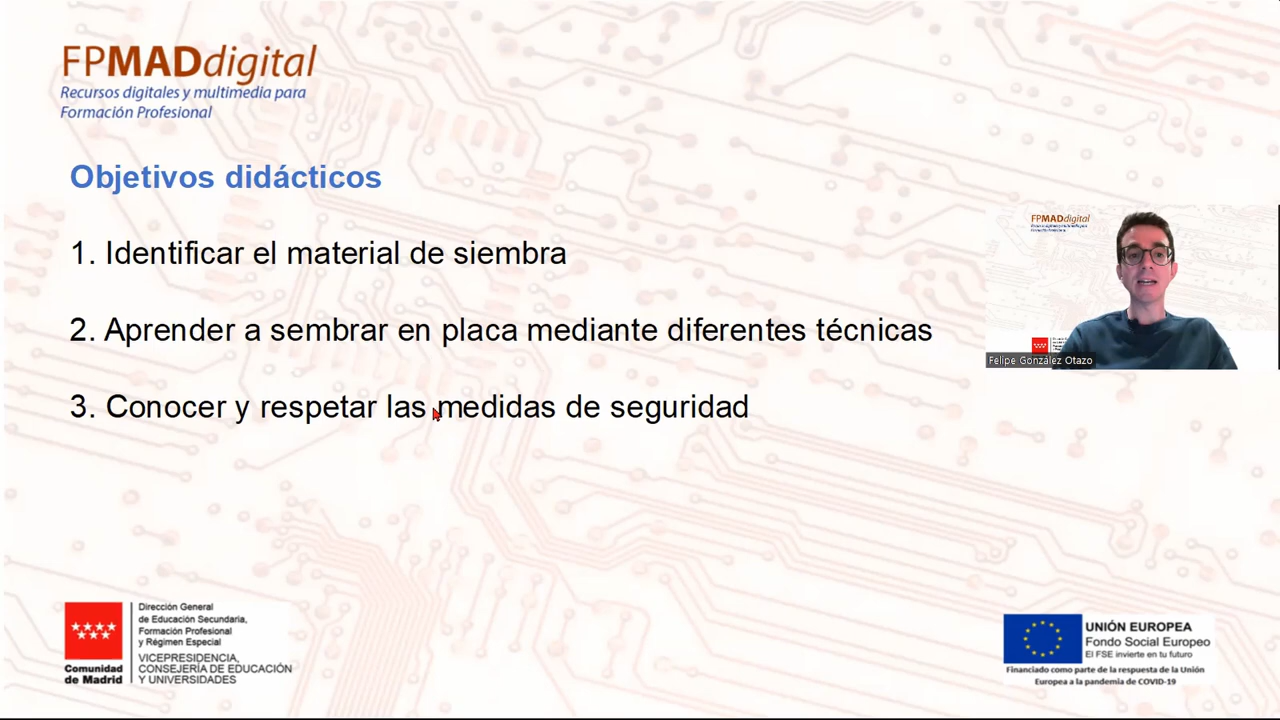 FPMADdigital
Recursos digitales y multimedia para
Formación Profesional
Objetivos didácticos
1. Identificar el material de siembra
2. Aprender a sembrar en placa mediante diferentes técnicas
3. Conocer y respetar las medidas de seguridad
FPMADdigital
Felipe González Otazo
Comunidad
de Madrid
Dirección General
de Educación Secundaria,
Formación Profesional
y Régimen Especial
VICEPRESIDENCIA,
CONSEJERÍA DE EDUCACIÓN
Y UNIVERSIDADES
UNIÓN EUROPEA
Fondo Social Europeo
El FSE invierte en tu futuro
Financiado como parte de la respuesta de la Unión
Europea a la pandemia de COVID-19